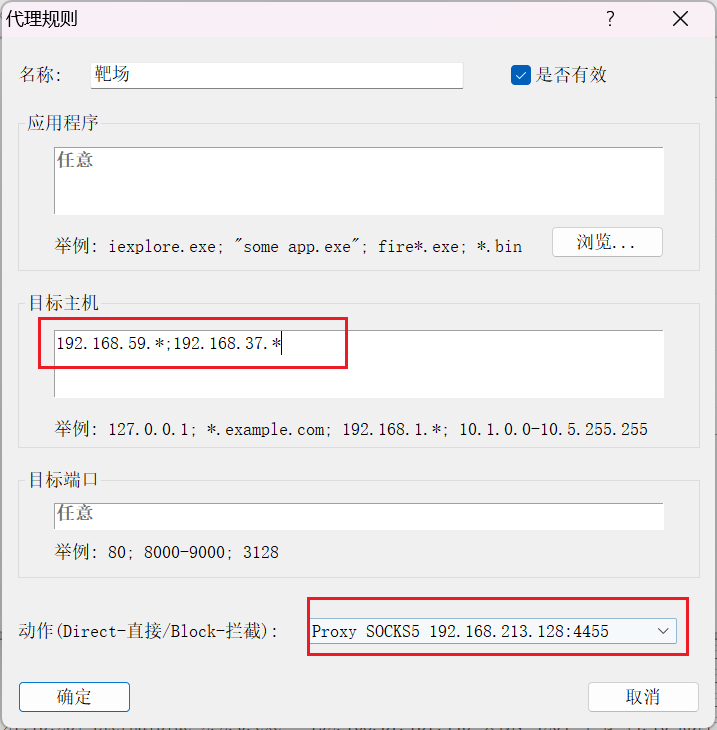 代理规则
名称:
靶场
是否有效
应用程序
任意
举例: iexplore.exe; "some app.exe"; fire*.exe; *.bin
浏览...
目标主机
192.168.59.*;192.168.37.*
举例: 127.0.0.1; *.example.com; 192.168.1.*; 10.1.0.0-10.5.255.255
目标端口
任意
举例: 80; 8000-9000; 3128
动作(Direct-直接/Block-拦截):
Proxy SOCKS5 192.168.213.128:4455
确定
取消